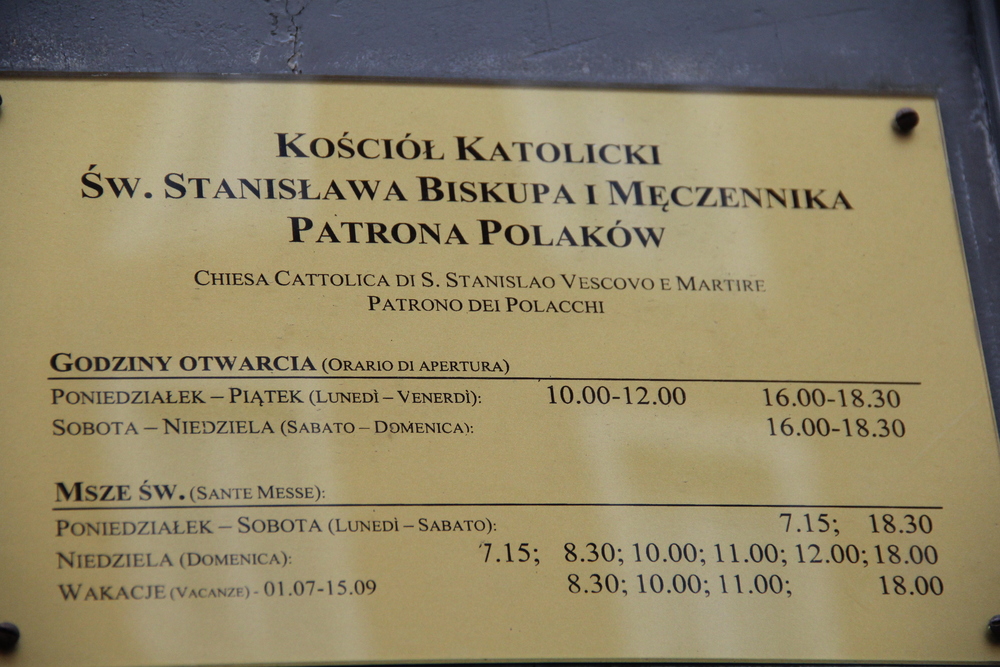 KOŚCIÓŁ KATOLICKI
ŚW. STANISŁAWA BISKUPA I MĘCZENNIKA
PATRONA POLAKÓW
CHIESA CATTOLICA DI S. STANISLAO VESCOVO E MARTIRE
PATRONO DEI POLACCHI
GODZINY OTWARCIA (ORARIO DI APERTURA)
PONIEDZIAŁEK – PIĄTEK (LUNEDÌ – VENERDÌ): 10.00-12.00 16.00-18.30
SOBOTA – NIEDZIELA (SABATO – DOMENICA): 16.00-18.30
MSZE ŚW. (SANTE MESSE):
PONIEDZIAŁEK – SOBOTA (LUNEDÌ – SABATO): 7.15; 18.30
NIEDZIELA (DOMENICA): 7.15; 8.30; 10.00; 11.00; 12.00; 18.00
WAKACJE (VACANZE) - 01.07-15.09 8.30; 10.00; 11.00; 18.00